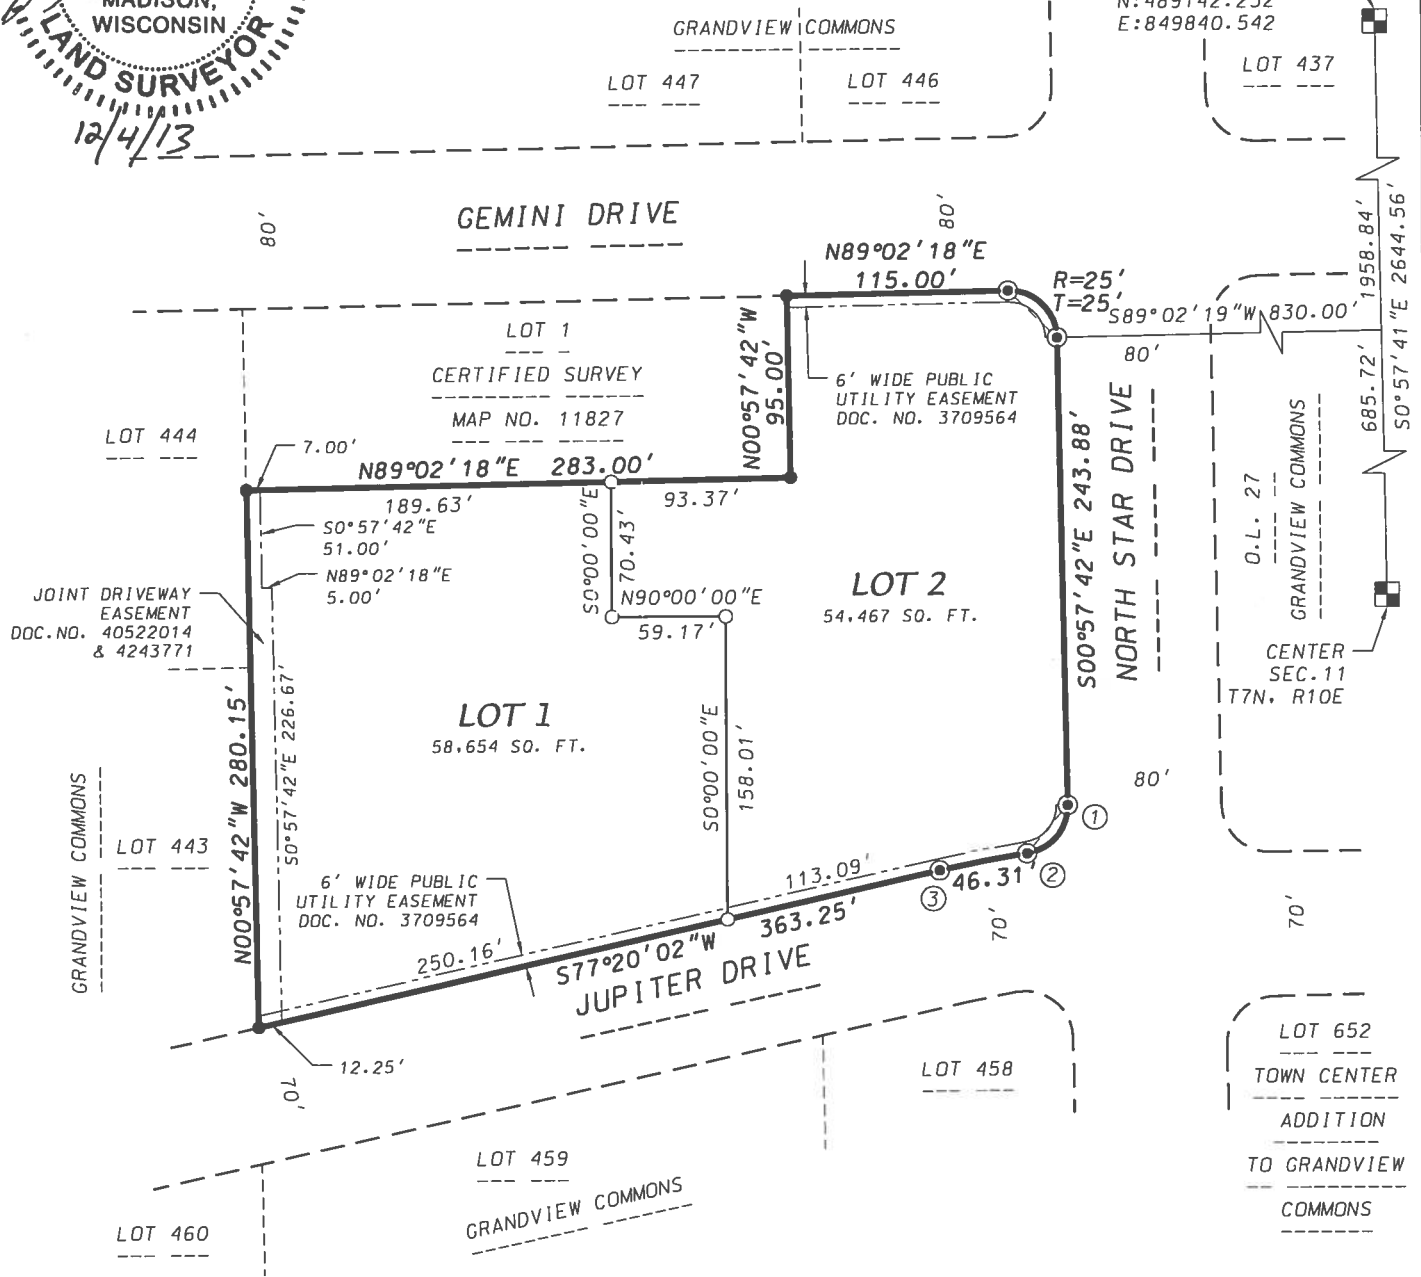 MADISON,
WISCONSIN
LAND SURVEYOR
12/4/13
GRANDVIEW COMMONS
LOT 447
LOT 446
E:849840.542
LOT 437
GEMINI DRIVE
80'
80'
N89°02'18"E
115.00'
R=25'
T=25'
S89°02'19"W 830.00'
80'
1958.84'
S0°57'41"E 2644.56'
685.72'
LOT 1
CERTIFIED SURVEY
MAP NO. 11827
N00°57'42"W
95.00'
6' WIDE PUBLIC
UTILITY EASEMENT
DOC. NO. 3709564
LOT 444
7.00'
N89°02'18"E 283.00'
189.63'
93.37'
S0°57'42"E
51.00'
N89°02'18"E
5.00'
S0°00'00"E
70.43'
N90°00'00"E
59.17'
LOT 2
54,467 SO. FT.
S00°57'42"E 243.88'
NORTH STAR DRIVE
O.L. 27
GRANDVIEW COMMONS
CENTER
SEC.11
T7N, R10E
JOINT DRIVEWAY
EASEMENT
DOC.NO. 40522014
& 4243771
N00°57'42"W 280.15'
S0°57'42"E 226.67'
LOT 1
58,654 SO. FT.
S0°00'00"E
158.01'
80'
1
GRANDVIEW COMMONS
LOT 443
6' WIDE PUBLIC
UTILITY EASEMENT
DOC. NO. 3709564
113.09'
46.31'
2
3
363.25'
250.16'
S77°20'02"W
JUPITER DRIVE
70'
70'
12.25'
70'
LOT 458
LOT 652
TOWN CENTER
ADDITION
TO GRANDVIEW
COMMONS
LOT 459
GRANDVIEW COMMONS
LOT 460